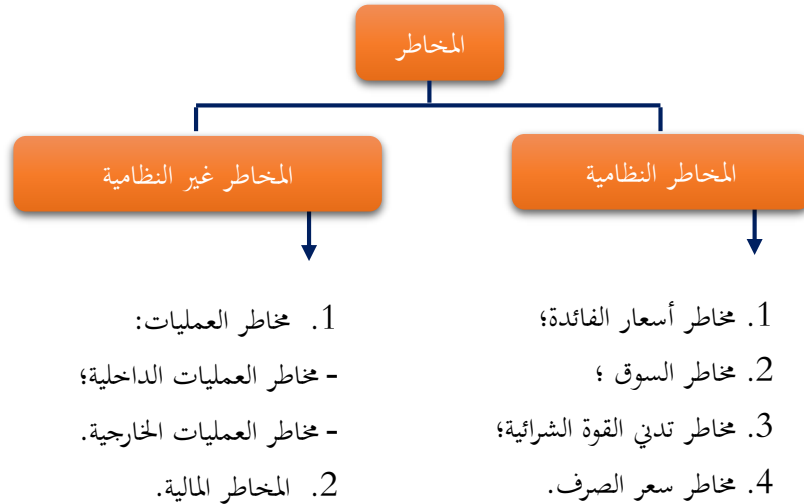 المخاطر
المخاطر النظامية
المخاطر غير النظامية
1. مخاطر أسعار الفائدة؛
2. مخاطر السوق ؛
3. مخاطر تدني القوة الشرائية؛
4. مخاطر سعر الصرف.
1. مخاطر العمليات:
- مخاطر العمليات الداخلية؛
- مخاطر العمليات الخارجية.
2. المخاطر المالية.